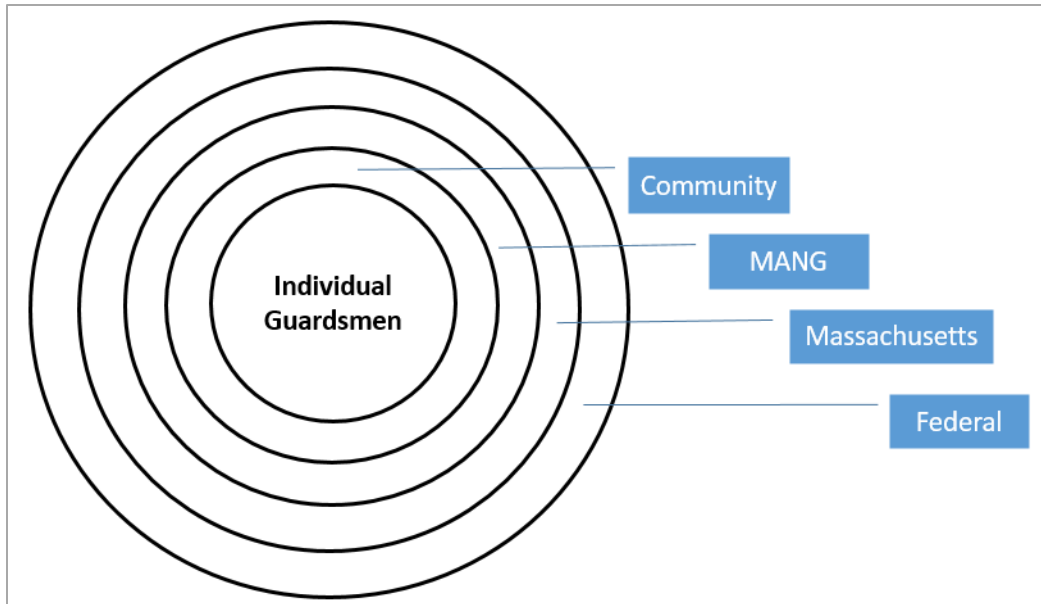 Individual
Guardsmen
Community
MANG
Massachusetts
Federal